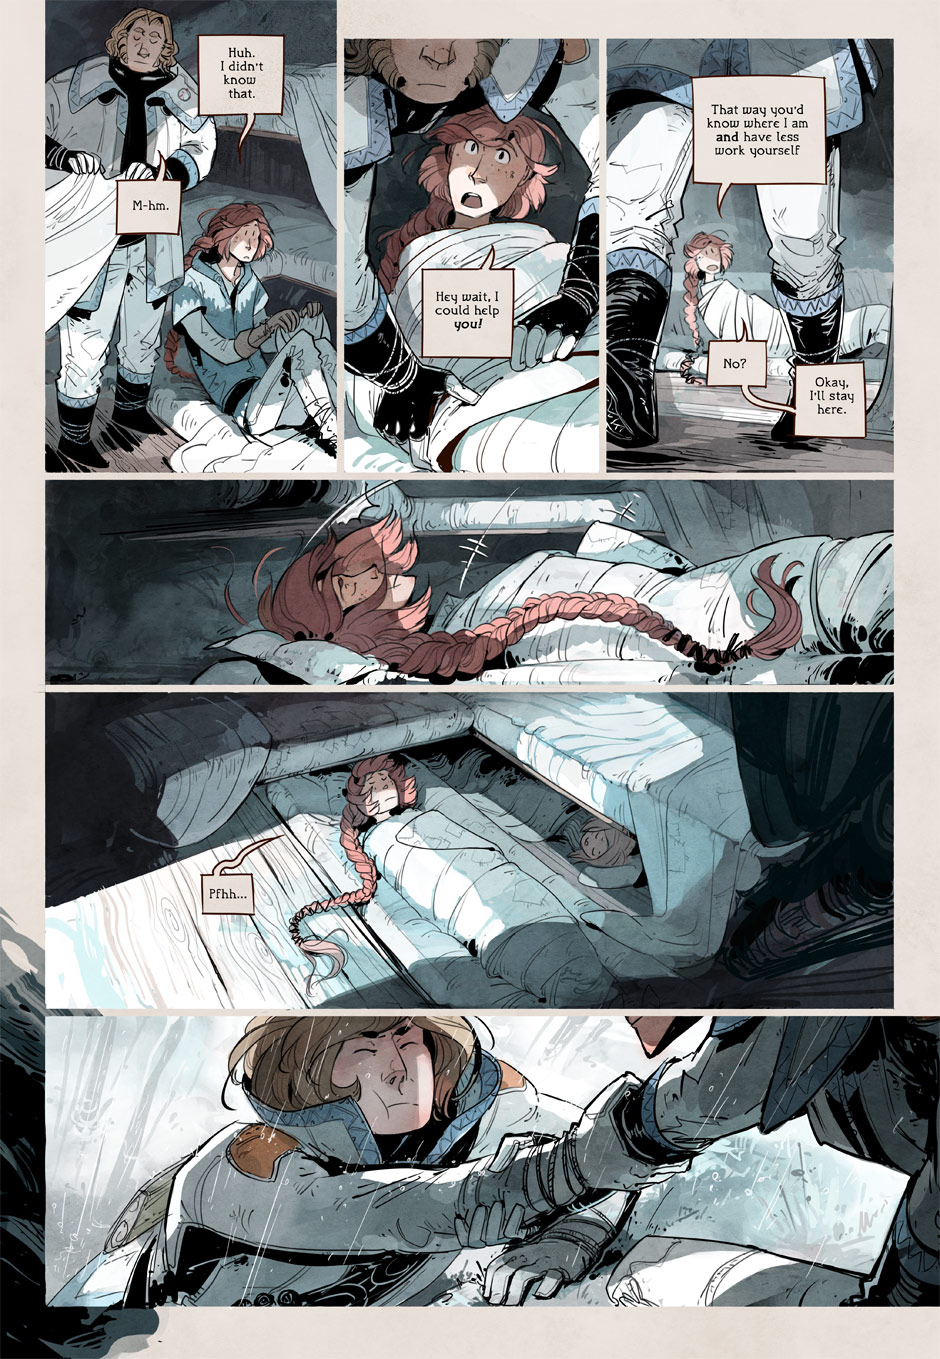 Huh.
I didn't
know
that.
M-hm.
Hey wait, I
could help
you!
That way you'd
know where I am
and have less
work yourself
No?
Okay,
I'll stay
here.
Pfhh...